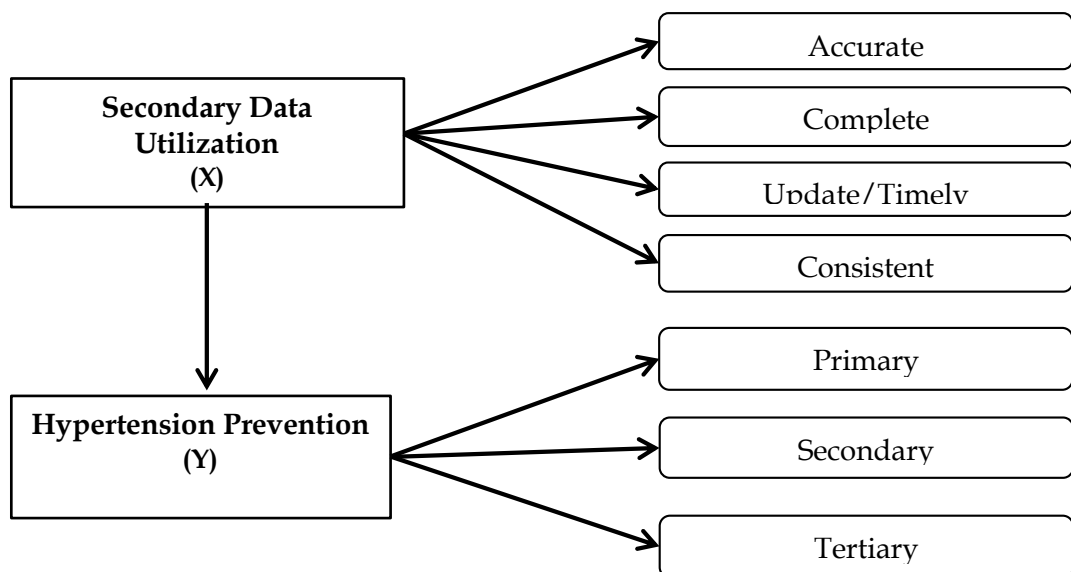 Secondary Data
Utilization
(X)
Accurate
Complete
Update/Timely
Consistent
Hypertension Prevention
(Y)
Primary
Secondary
Tertiary